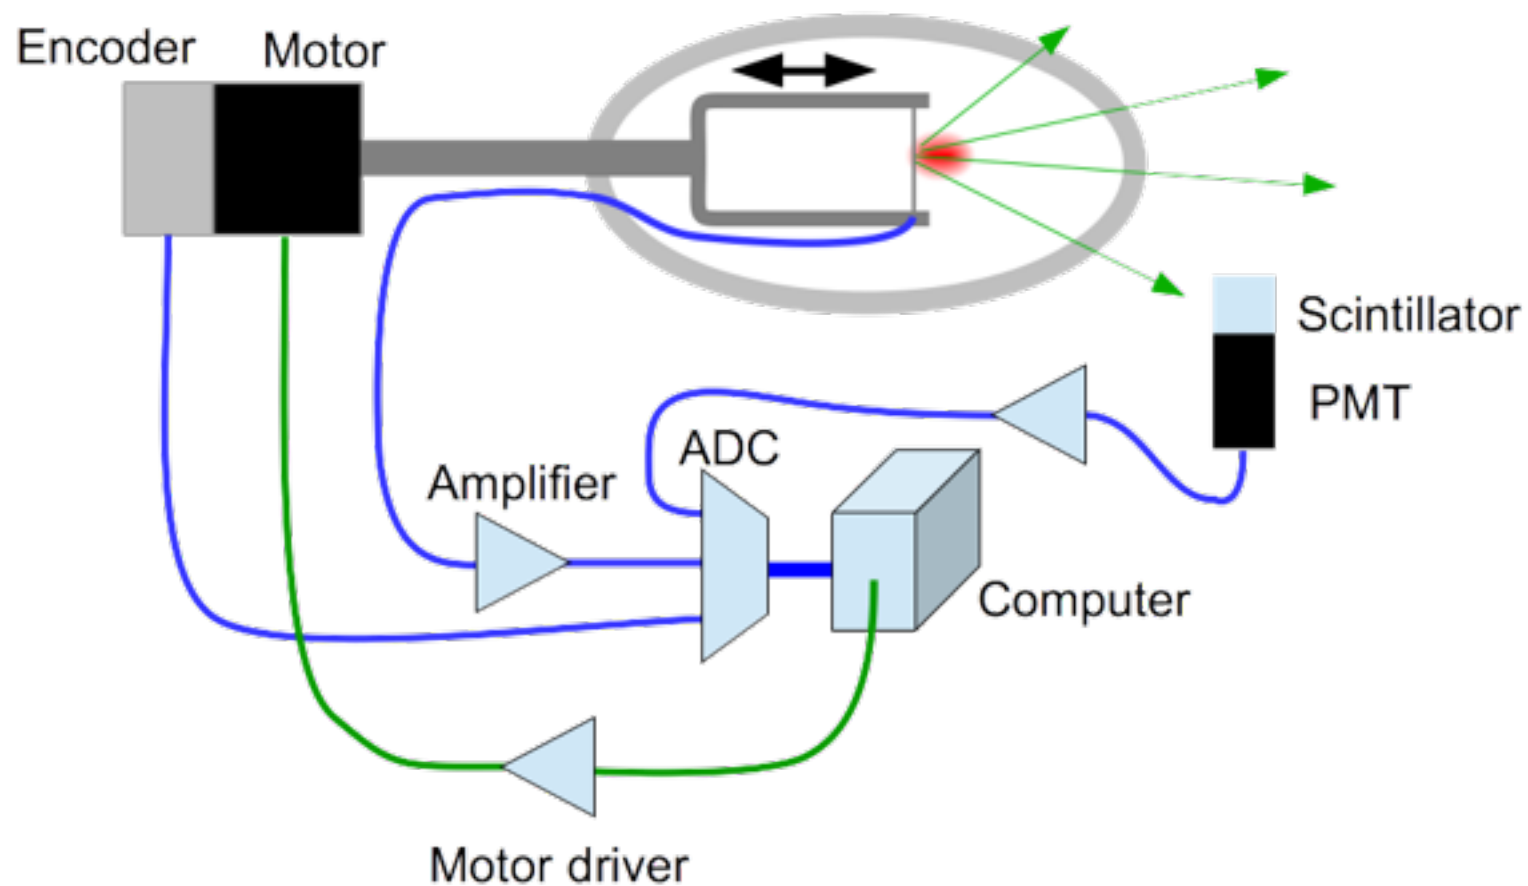 Encoder
Motor
Scintillator
PMT
ADC
Amplifier
Computer
Motor driver